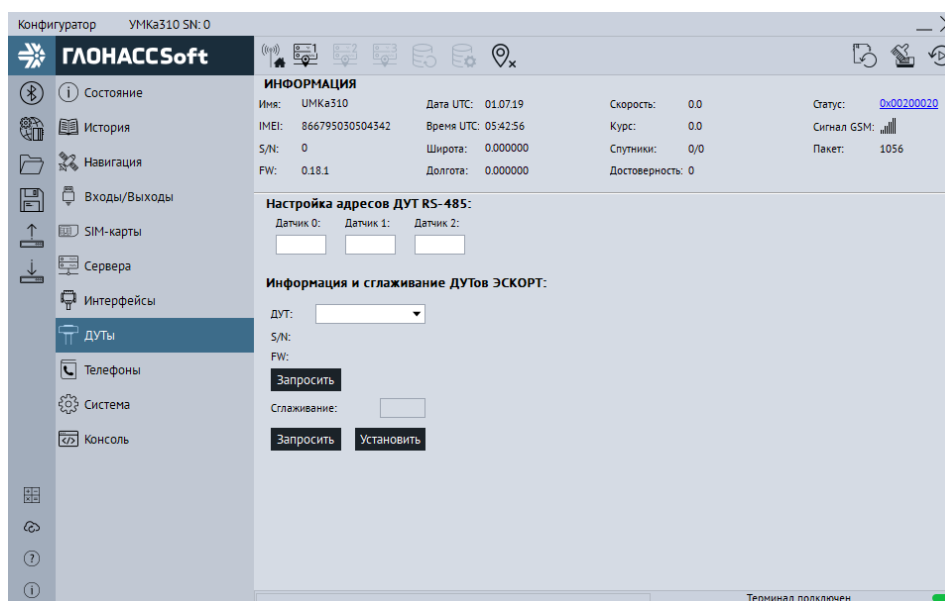 Конфигуратор УМКа310 SN: 0
ГЛОНАССSoft
ИНФОРМАЦИЯ
Имя: UMKa310 Дата UTC: 01.07.19 Скорость: 0.0 Статус: 0x00200020
IMEI: 866795030504342 Время UTC: 05:42:56 Курс: 0.0 Сигнал GSM:
S/N: 0 Широта: 0.000000 Спутники: 0/0 Пакет: 1056
FW: 0.18.1 Долгота: 0.000000 Достоверность: 0
Состояние
История
Навигация
Входы/Выходы
SIM-карты
Сервера
Интерфейсы
ДУТы
Телефоны
Система
Консоль
Настройка адресов ДУТ RS-485:
Датчик 0: Датчик 1: Датчик 2:
Информация и сглаживание ДУТов ЭСКОРТ:
ДУТ:
S/N:
FW:
Запросить
Сглаживание:
Запросить Установить
Терминал подключен